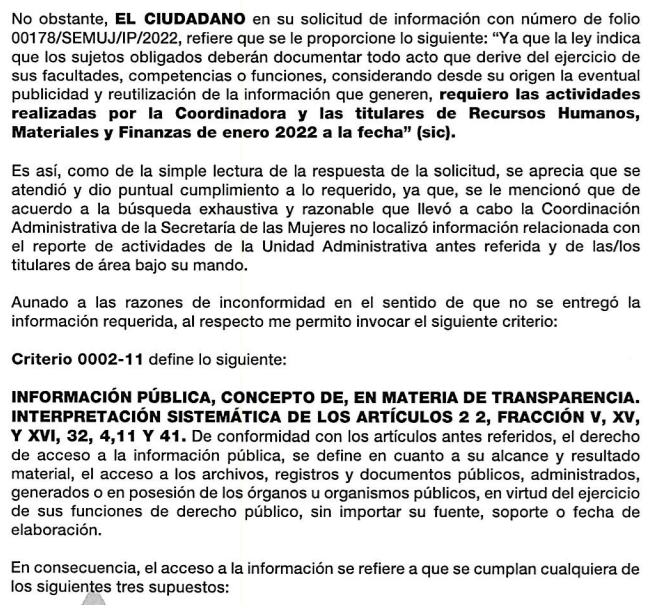 No obstante, EL CIUDADANO en su solicitud de información con número de folio
00178/SEMUJ/IP/2022, refiere que se le proporcione lo siguiente: “Ya que la ley indica
que los sujetos obligados deberán documentar todo acto que derive del ejercicio de
sus facultades, competencias o funciones, considerando desde su origen la eventual
publicidad y reutilización de la información que generen, requiero las actividades
realizadas por la Coordinadora y las titulares de Recursos Humanos,
Materiales y Finanzas de enero 2022 a la fecha” (sic).
Es así, como de la simple lectura de la respuesta de la solicitud, se aprecia que se
atendió y dio puntual cumplimiento a lo requerido, ya que, se le mencionó que de
acuerdo a la búsqueda exhaustiva y razonable que llevó a cabo la Coordinación
Administrativa de la Secretaría de las Mujeres no localizó información relacionada con
el reporte de actividades de la Unidad Administrativa antes referida y de las/los
titulares de área bajo su mando.
Aunado a las razones de inconformidad en el sentido de que no se entregó la
información requerida, al respecto me permito invocar el siguiente criterio:
Criterio 0002-11 define lo siguiente:
INFORMACIÓN PÚBLICA, CONCEPTO DE, EN MATERIA DE TRANSPARENCIA.
INTERPRETACIÓN SISTEMÁTICA DE LOS ARTÍCULOS 2 2, FRACCIÓN V, XV,
Y XVI, 32, 4,11 Y 41. De conformidad con los artículos antes referidos, el derecho
de acceso a la información pública, se define en cuanto a su alcance y resultado
material, el acceso a los archivos, registros y documentos públicos, administrados,
generados o en posesión de los órganos u organismos públicos, en virtud del ejercicio
de sus funciones de derecho público, sin importar su fuente, soporte o fecha de
elaboración.
En consecuencia, el acceso a la información se refiere a que se cumplan cualquiera de
los siguientes tres supuestos: